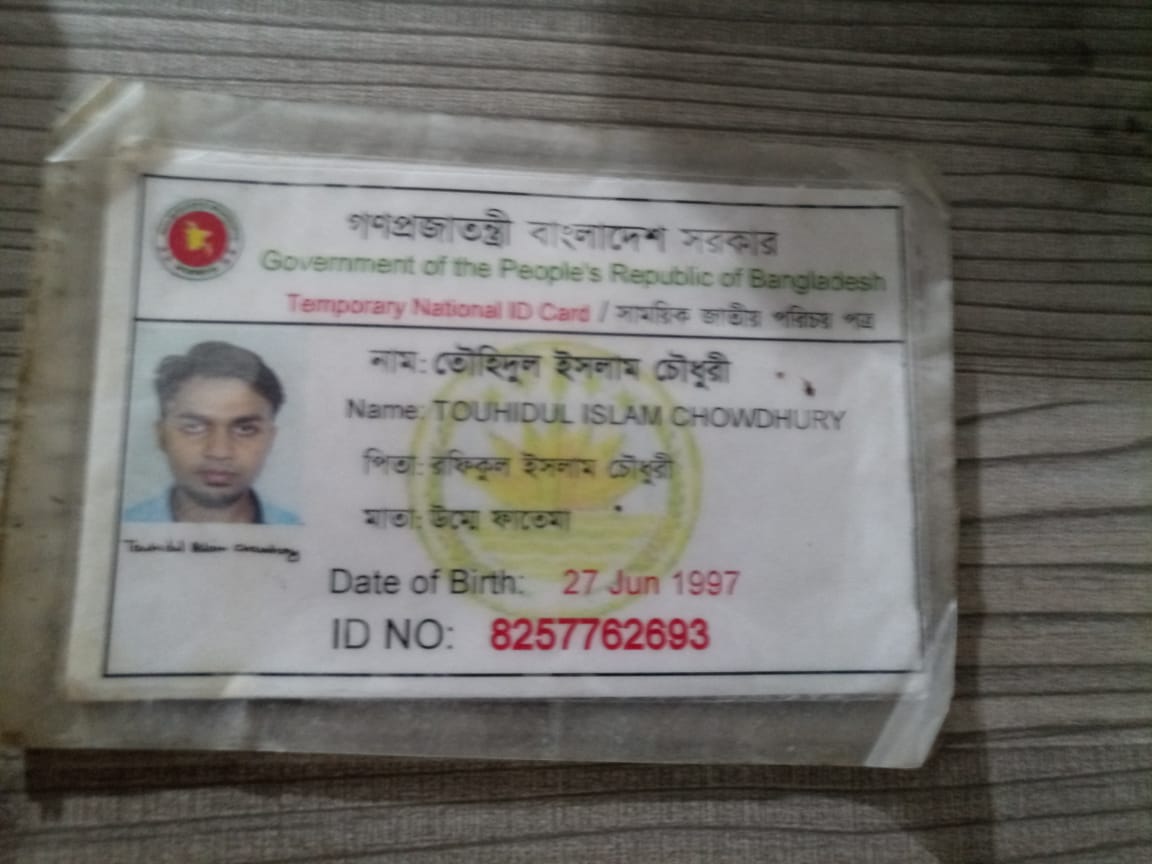 গণপ্রজাতন্ত্রী বাংলাদেশ সরকার
Government of the People's Republic of Bangladesh
Temporary National ID Card / সাময়িক জাতীয় পরিচয় পত্র
নাম: তৌহিদুল ইসলাম চৌধুরী
Name: TOUHIDUL ISLAM CHOWDHURY
পিতা: রফিকুল ইসলাম চৌধুরী
মাতা: উম্মে ফাতেমা
Touhidul Islam Chowdhury
Date of Birth: 27 Jun 1997
ID NO: 8257762693